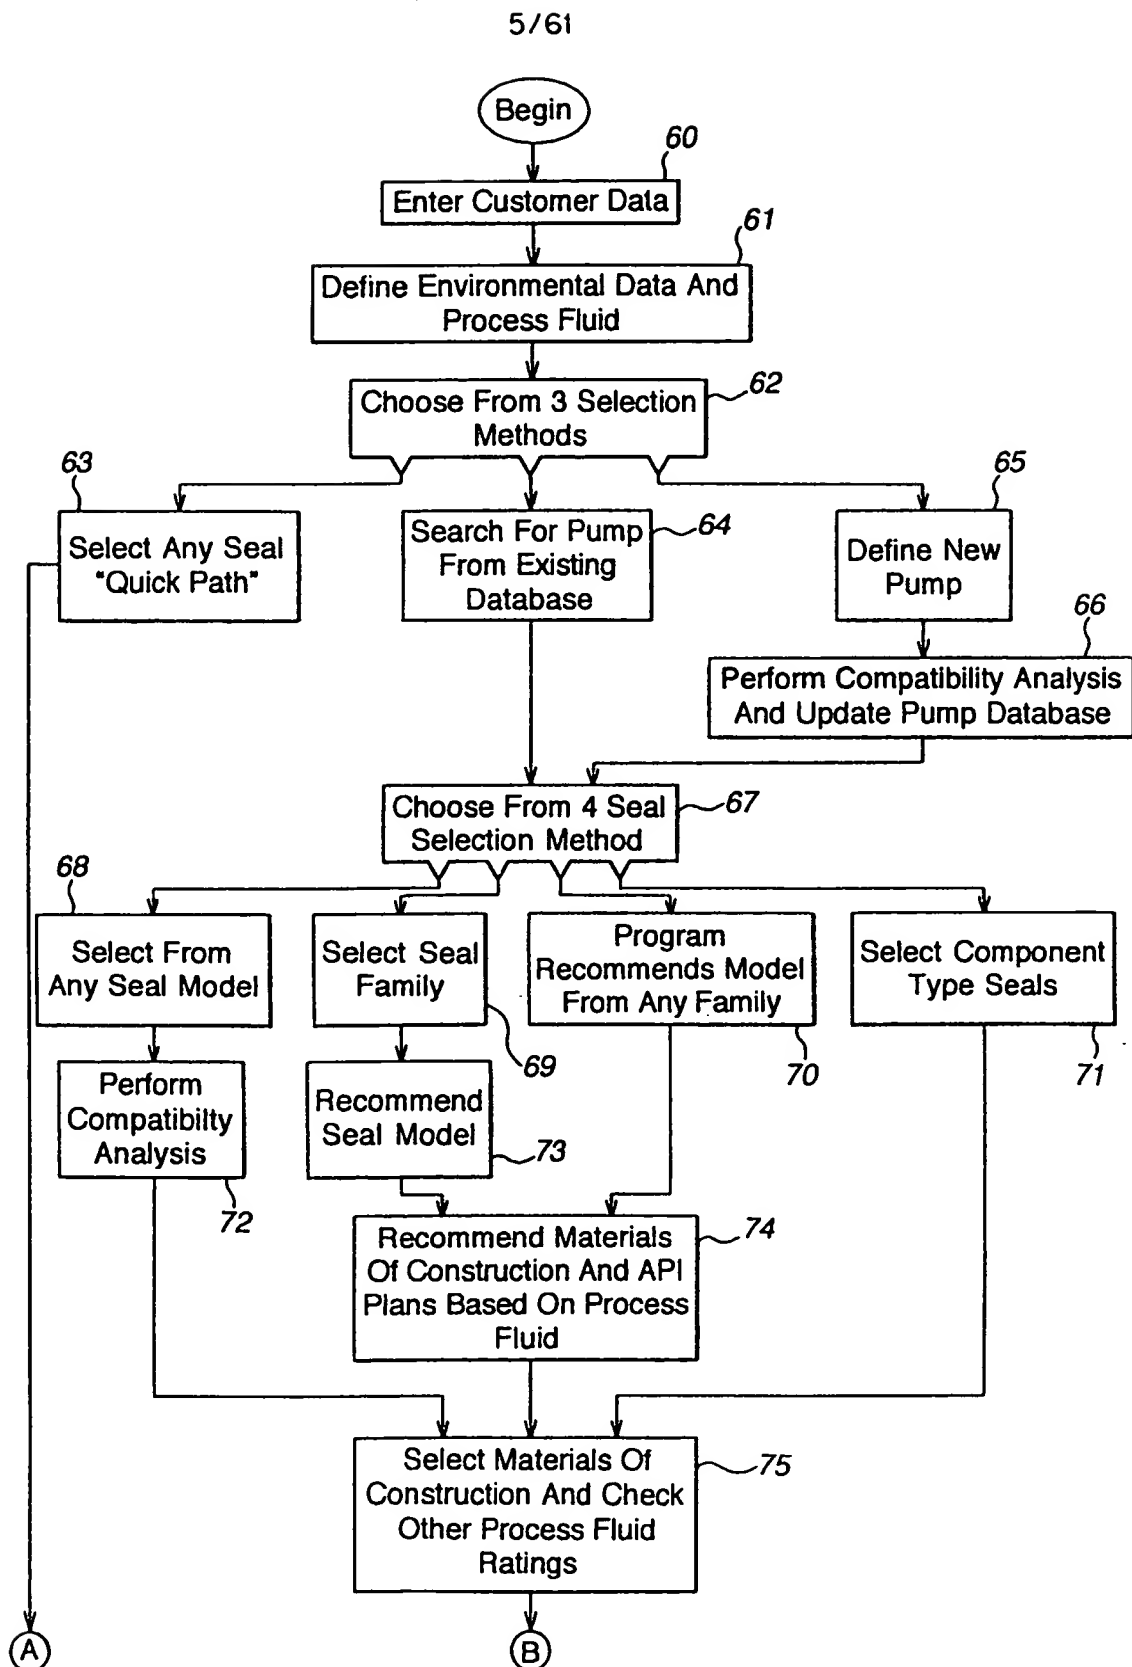 5/61
Begin
60
Enter Customer Data
61
Define Environmental Data And
Process Fluid
62
Choose From 3 Selection
Methods
63
Select Any Seal
"Quick Path"
64
Search For Pump
From Existing
Database
65
Define New
Pump
66
Perform Compatibility Analysis
And Update Pump Database
67
Choose From 4 Seal
Selection Method
68
Select From
Any Seal Model
Select Seal
Family
69
Program
Recommends Model
From Any Family
70
Select Component
Type Seals
71
Perform
Compatibilty
Analysis
72
Recommend
Seal Model
73
74
Recommend Materials
Of Construction And API
Plans Based On Process
Fluid
75
Select Materials Of
Construction And Check
Other Process Fluid
Ratings
A
B